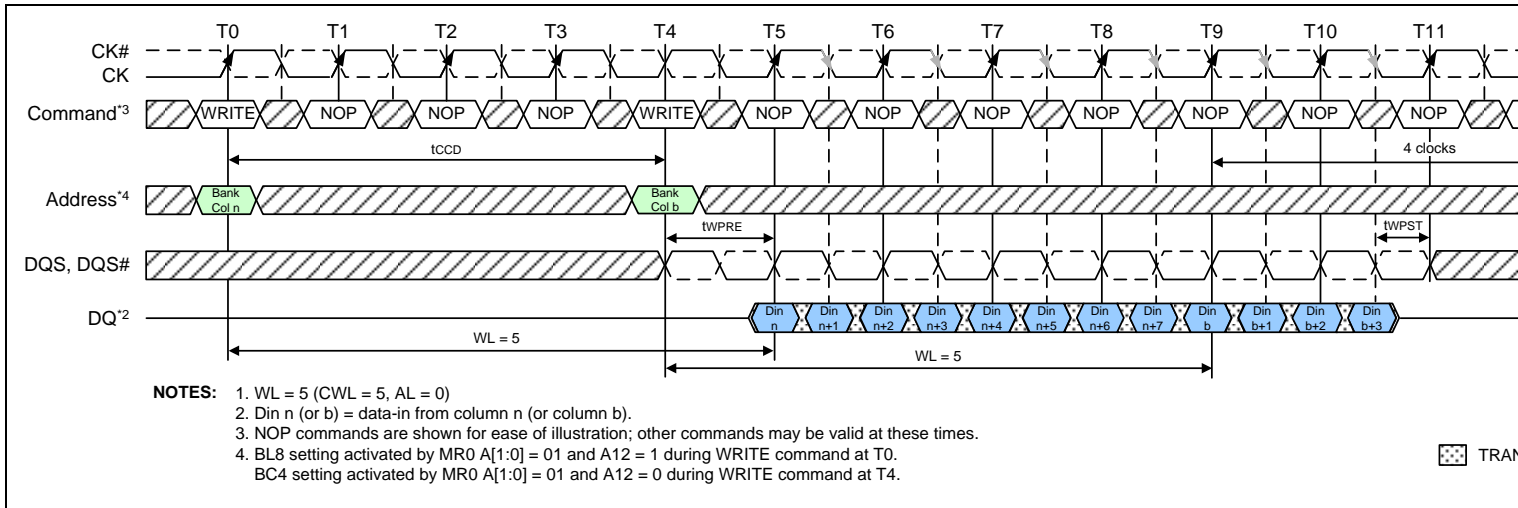 T0 T1 T2 T3 T4 T5 T6 T7 T8 T9 T10 T11
CK#
CK
Command*3 WRITE NOP NOP NOP WRITE NOP NOP NOP NOP NOP NOP NOP
tCCD 4 clocks
Address*4 Bank Col n Bank Col b
tWPRE tWPST
DQS, DQS#
DQ*2 Din n Din n+1 Din n+2 Din n+3 Din n+4 Din n+5 Din n+6 Din n+7 Din b Din b+1 Din b+2 Din b+3
WL = 5 WL = 5
NOTES: 1. WL = 5 (CWL = 5, AL = 0)
2. Din n (or b) = data-in from column n (or column b).
3. NOP commands are shown for ease of illustration; other commands may be valid at these times.
4. BL8 setting activated by MR0 A[1:0] = 01 and A12 = 1 during WRITE command at T0.
BC4 setting activated by MR0 A[1:0] = 01 and A12 = 0 during WRITE command at T4.